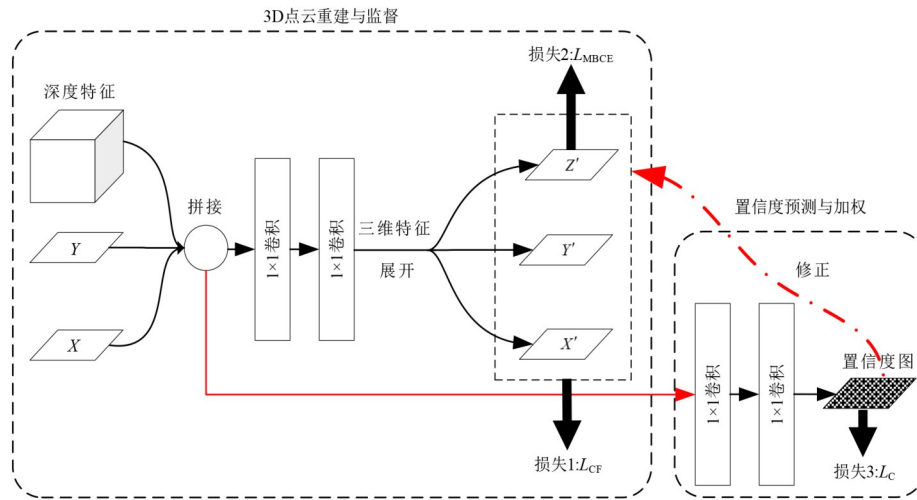 3D点云重建与监督
损失2:L_MBCE
深度特征
Z′
拼接
置信度预测与加权
1×1卷积
1×1卷积
三维特征
展开
Y
Y′
修正
X
X′
1×1卷积
1×1卷积
置信度图
损失1:L_CF
损失3:L_C